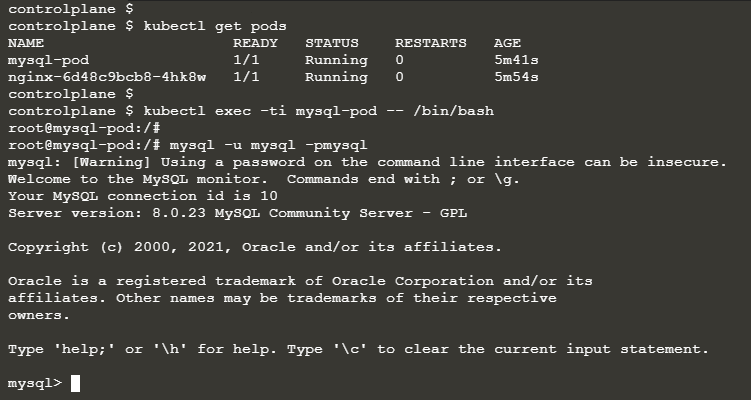 controlplane $
controlplane $ kubectl get pods
NAME                     READY   STATUS    RESTARTS   AGE
mysql-pod                1/1     Running   0          5m41s
nginx-6d48c9bcb8-4hk8w   1/1     Running   0          5m54s
controlplane $
controlplane $ kubectl exec -ti mysql-pod -- /bin/bash
root@mysql-pod:/#
root@mysql-pod:/# mysql -u mysql -pmysql
mysql: [Warning] Using a password on the command line interface can be insecure.
Welcome to the MySQL monitor.  Commands end with ; or \g.
Your MySQL connection id is 10
Server version: 8.0.23 MySQL Community Server - GPL

Copyright (c) 2000, 2021, Oracle and/or its affiliates.

Oracle is a registered trademark of Oracle Corporation and/or its
affiliates. Other names may be trademarks of their respective
owners.

Type 'help;' or '\h' for help. Type '\c' to clear the current input statement.

mysql>